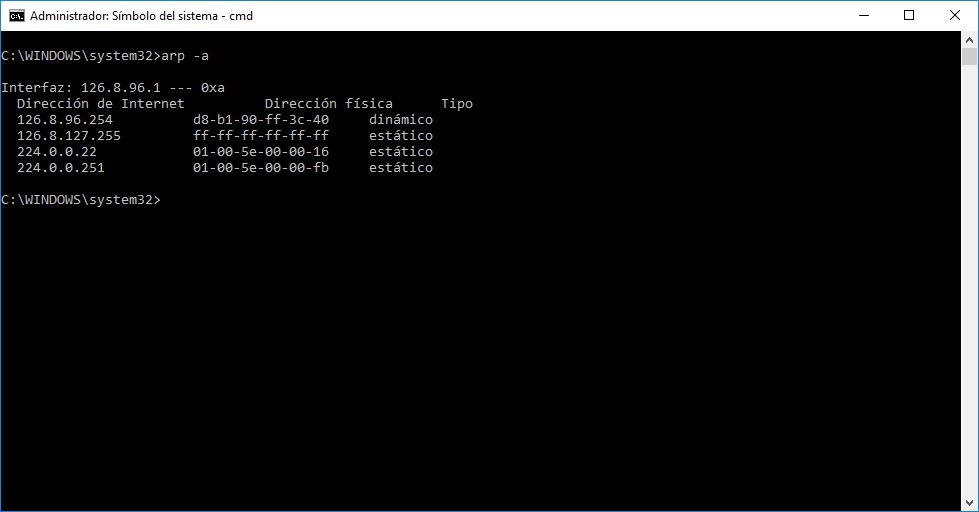 Administrador: Símbolo del sistema - cmd
C:\WINDOWS\system32>arp -a
Interfaz: 126.8.96.1 --- 0xa
Dirección de Internet          Dirección física      Tipo
126.8.96.254          d8-b1-90-ff-3c-40     dinámico
126.8.127.255         ff-ff-ff-ff-ff-ff     estático
224.0.0.22            01-00-5e-00-00-16     estático
224.0.0.251           01-00-5e-00-00-fb     estático
C:\WINDOWS\system32>